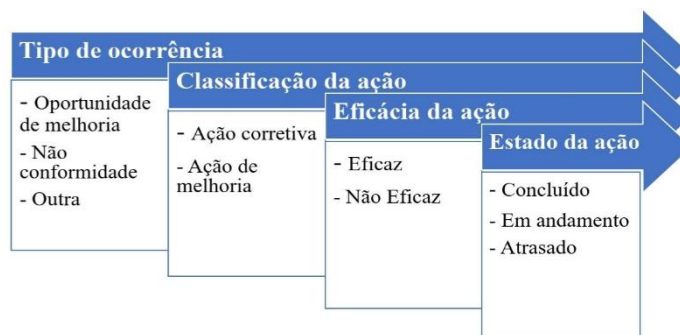 Tipo de ocorrência
- Oportunidade
de melhoria
- Não
conformidade
- Outra
Classificação da ação
- Ação corretiva
- Ação de
melhoria
Eficácia da ação
- Eficaz
- Não Eficaz
Estado da ação
- Concluído
- Em andamento
- Atrasado